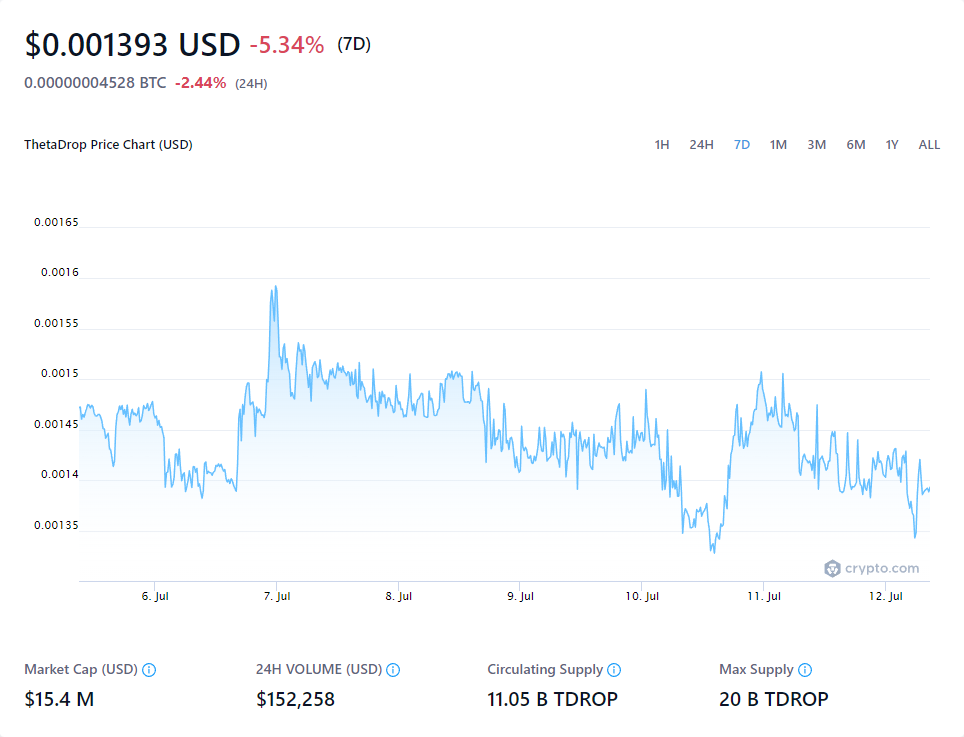 $0.001393 USD -5.34% (7D)
0.00000004528 BTC -2.44% (24H)
ThetaDrop Price Chart (USD) 1H 24H 7D 1M 3M 6M 1Y ALL
0.00165
0.0016
0.00155
0.0015
0.00145
0.0014
0.00135
crypto.com
6. Jul 7. Jul 8. Jul 9. Jul 10. Jul 11. Jul 12. Jul
Market Cap (USD) 24H VOLUME (USD) Circulating Supply Max Supply
$15.4 M $152,258 11.05 B TDROP 20 B TDROP